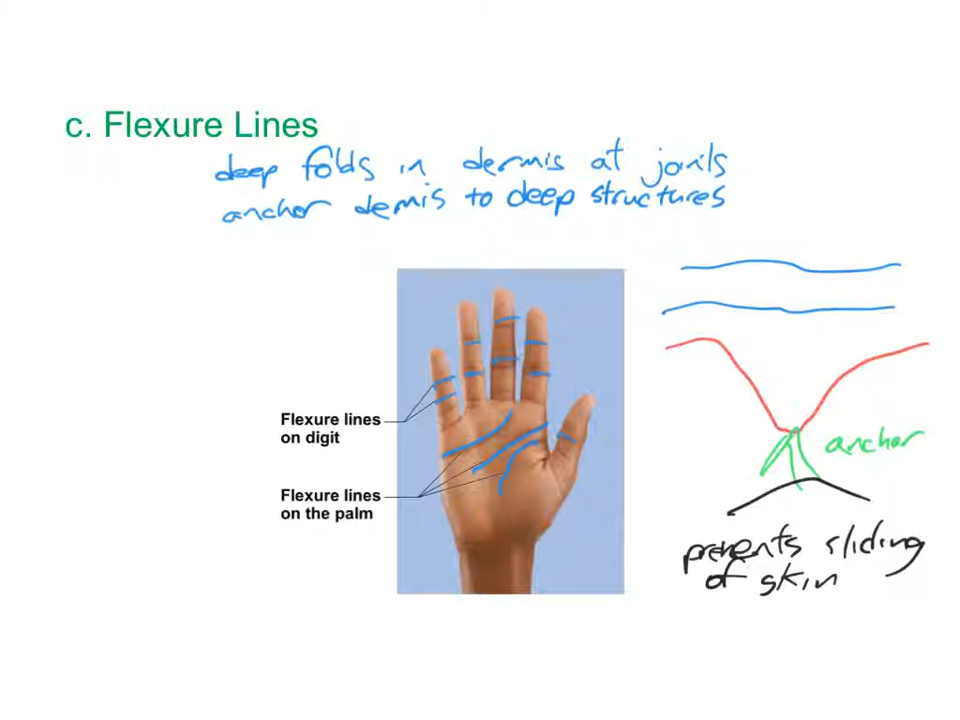 c. Flexure Lines
deep folds in dermis at joints
anchor demis to deep structures
Flexure lines
on digit
Flexure lines
on the palm
anchor
prevents sliding
of skin